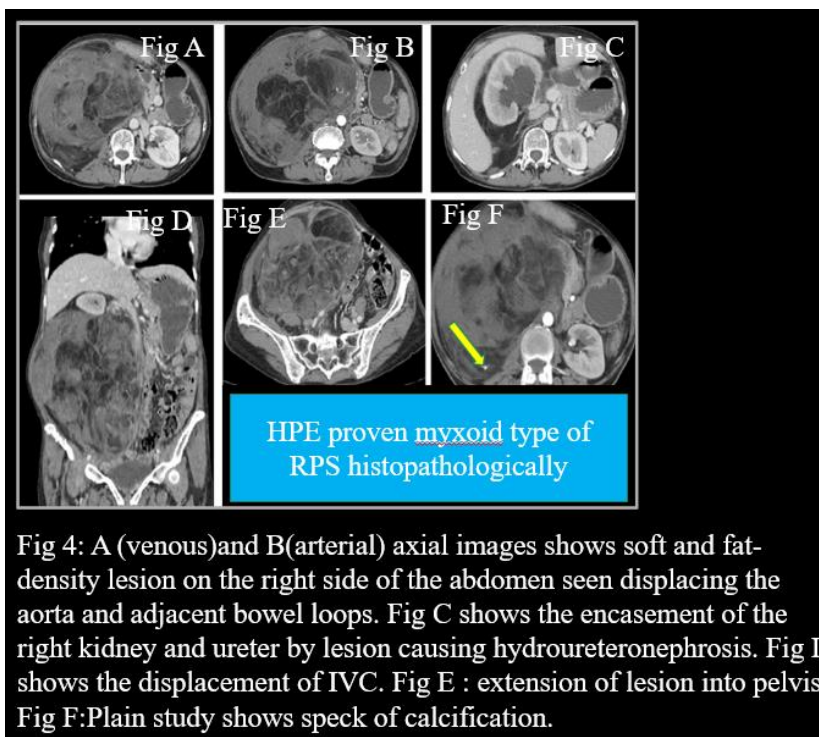 Fig A
Fig B
Fig C
Fig D
Fig E
Fig F
HPE proven myxoid type of
RPS histopathologically
Fig 4: A (venous)and B(arterial) axial images shows soft and fat-
density lesion on the right side of the abdomen seen displacing the
aorta and adjacent bowel loops. Fig C shows the encasement of the
right kidney and ureter by lesion causing hydroureteronephrosis. Fig D
shows the displacement of IVC. Fig E : extension of lesion into pelvis
Fig F:Plain study shows speck of calcification.